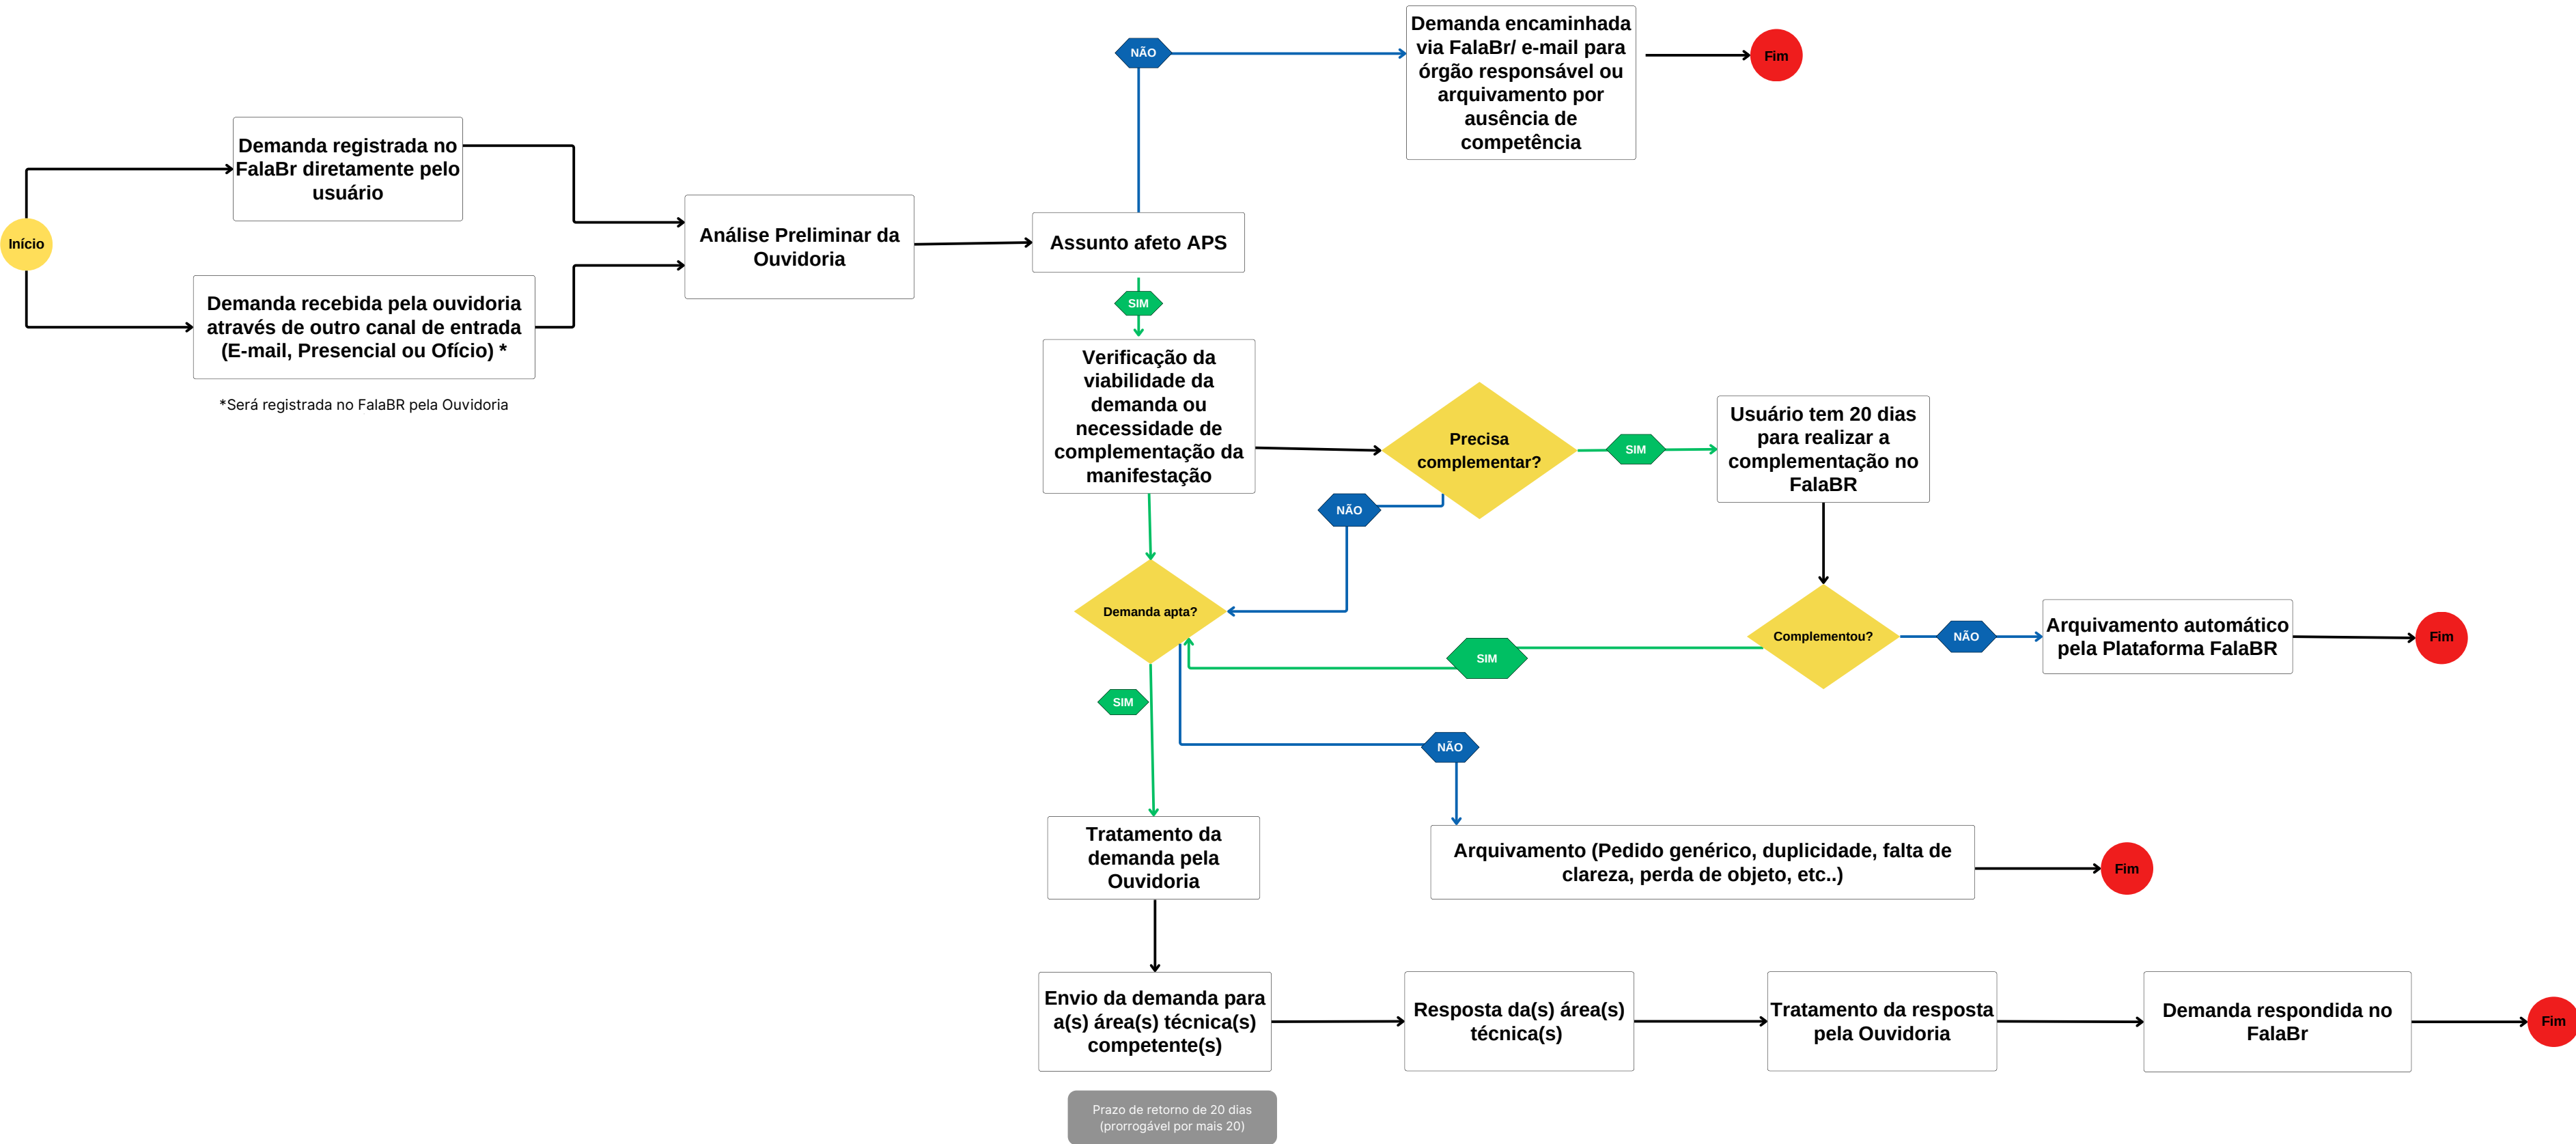 Demanda encaminhada
via FalaBr/ e-mail para
órgão responsável ou
arquivamento por
ausência de
competência
NÃO
Fim
Demanda registrada no
FalaBr diretamente pelo
usuário
Início
Análise Preliminar da
Ouvidoria
Assunto afeto APS
Demanda recebida pela ouvidoria
através de outro canal de entrada
(E-mail, Presencial ou Ofício) *
*Será registrada no FalaBR pela Ouvidoria
SIM
Verificação da
viabilidade da
demanda ou
necessidade de
complementação da
manifestação
Precisa
complementar?
SIM
Usuário tem 20 dias
para realizar a
complementação no
FalaBR
NÃO
Demanda apta?
Complementou?
NÃO
Arquivamento automático
pela Plataforma FalaBR
Fim
SIM
SIM
NÃO
Tratamento da
demanda pela
Ouvidoria
Arquivamento (Pedido genérico, duplicidade, falta de
clareza, perda de objeto, etc..)
Fim
Envio da demanda para
a(s) área(s) técnica(s)
competente(s)
Resposta da(s) área(s)
técnica(s)
Tratamento da resposta
pela Ouvidoria
Demanda respondida no
FalaBr
Fim
Prazo de retorno de 20 dias
(prorrogável por mais 20)